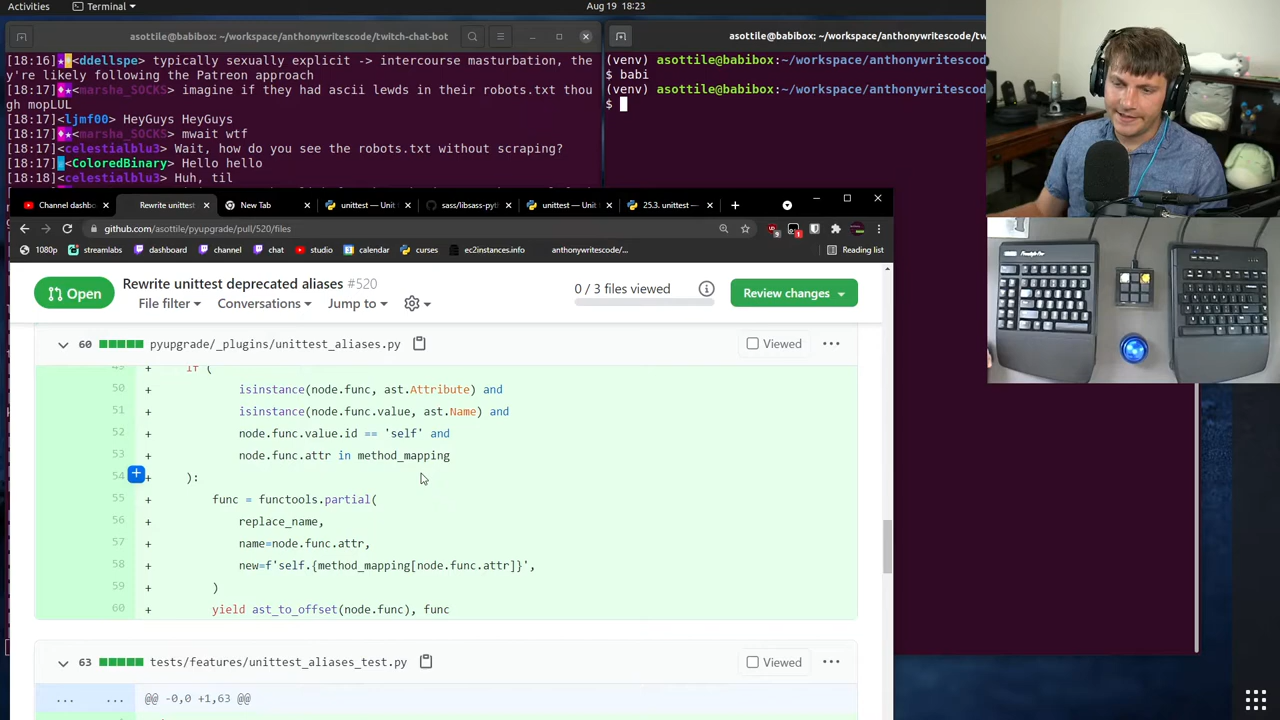 Activities
Terminal
Aug 19 18:23
asottile@babibox: ~/workspace/anthonywritescode/twitch-chat-bot
[18:16] <ddellspe> typically sexually explicit -> intercourse masturbation, the
y're likely following the Patreon approach
[18:17] <marsha_SOCKS> imagine if they had ascii lewds in their robots.txt thou
gh mopLUL
[18:17] <ljmf00> HeyGuys HeyGuys
[18:17] <marsha_SOCKS> mwait wtf
[18:17] <celestialblu3> Wait, how do you see the robots.txt without scraping?
[18:17] <ColoredBinary> Hello hello
[18:18] <celestialblu3> Huh, til
asottile@babibox: ~/workspace/anthonywritescode/tw
(venv) asottile@babibox:~/workspace/anthonywritescode
$ babi
(venv) asottile@babibox:~/workspace/anthonywritescode
$
Channel dashbo
Rewrite unittest
New Tab
unittest — Unit
sass/libsass-pyth
unittest — Unit
25.3. unittest —
github.com/asottile/pyupgrade/pull/520/files
1080p
streamlabs
dashboard
chat
studio
calendar
curses
ec2instances.info
anthonywritescode/...
Reading list
Open
Rewrite unittest deprecated aliases #520
File filter
Conversations
Jump to
0 / 3 files viewed
Review changes
60 pyupgrade/_plugins/unittest_aliases.py
Viewed
49 + if (
50 + isinstance(node.func, ast.Attribute) and
51 + isinstance(node.func.value, ast.Name) and
52 + node.func.value.id == 'self' and
53 + node.func.attr in method_mapping
54 + ):
55 + func = functools.partial(
56 + replace_name,
57 + name=node.func.attr,
58 + new=f'self.{method_mapping[node.func.attr]}',
59 + )
60 + yield ast_to_offset(node.func), func
63 tests/features/unittest_aliases_test.py
Viewed
... ... @@ -0,0 +1,63 @@